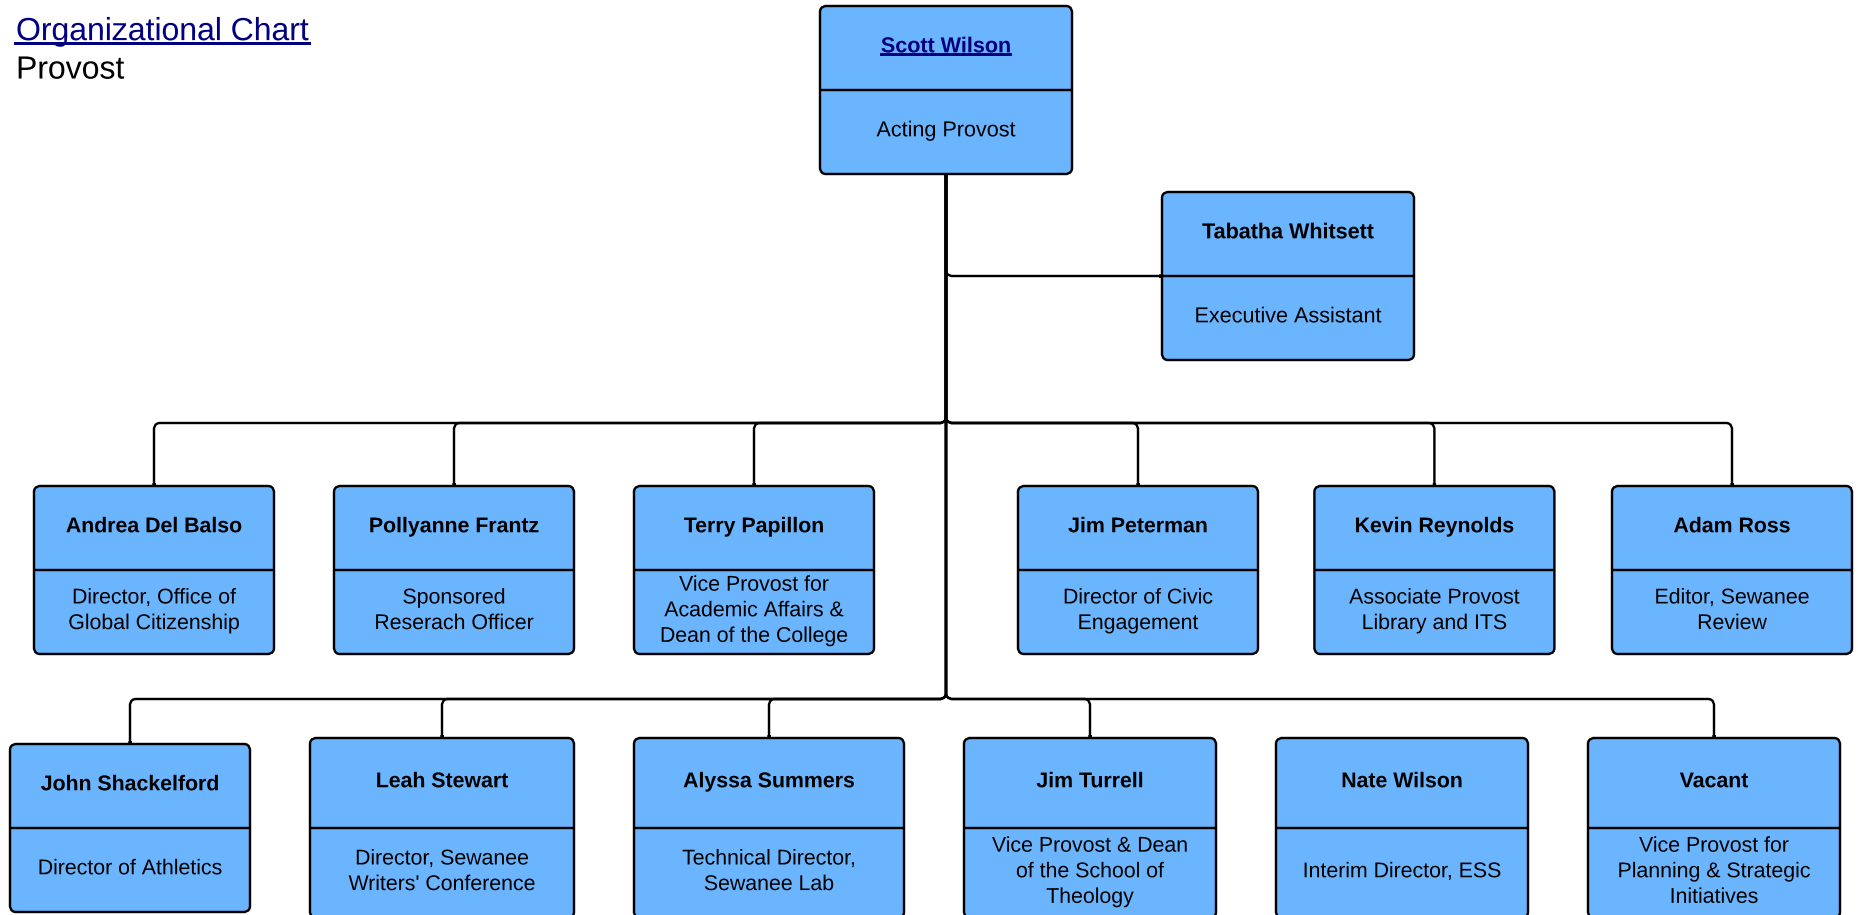 Organizational Chart
Provost
Scott Wilson
Acting Provost
Tabatha Whitsett
Executive Assistant
Andrea Del Balso
Director, Office of
Global Citizenship
Pollyanne Frantz
Sponsored
Reserach Officer
Terry Papillon
Vice Provost for
Academic Affairs &
Dean of the College
Jim Peterman
Director of Civic
Engagement
Kevin Reynolds
Associate Provost
Library and ITS
Adam Ross
Editor, Sewanee
Review
John Shackelford
Director of Athletics
Leah Stewart
Director, Sewanee
Writers' Conference
Alyssa Summers
Technical Director,
Sewanee Lab
Jim Turrell
Vice Provost & Dean
of the School of
Theology
Nate Wilson
Interim Director, ESS
Vacant
Vice Provost for
Planning & Strategic
Initiatives